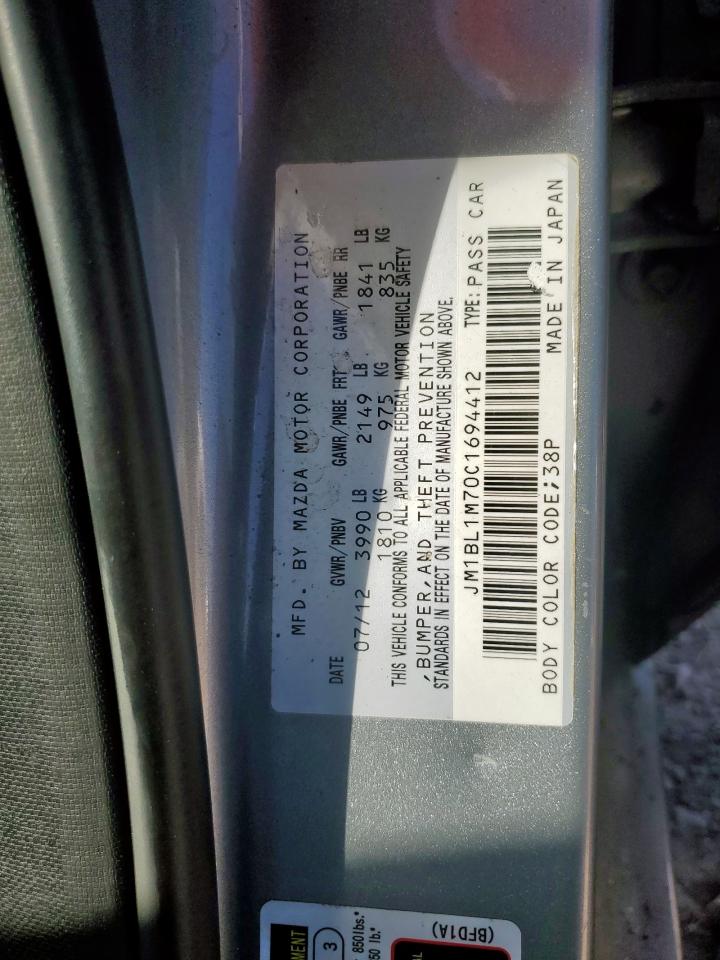 MFD. BY MAZDA MOTOR CORPORATION
DATE GVWR/PNBV GAWR/PNBE FRT GAWR/PNBE RR
07/12 3990 LB 2149 LB 1841 LB
1810 KG 975 KG 835 KG
THIS VEHICLE CONFORMS TO ALL APPLICABLE FEDERAL MOTOR VEHICLE SAFETY
,BUMPER, AND THEFT PREVENTION
STANDARDS IN EFFECT ON THE DATE OF MANUFACTURE SHOWN ABOVE.
JM1BL1M70C1694412 TYPE: PASS CAR
BODY COLOR CODE;38P MADE IN JAPAN
3
850lbs.*
(BFD1A)